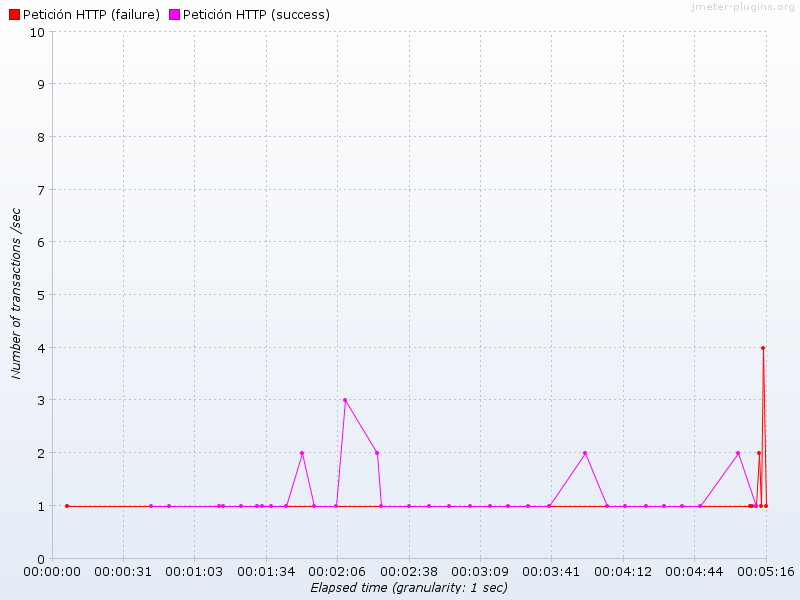 jmeter-plugins.org
Petición HTTP (failure) Petición HTTP (success)
10
9
8
7
6
5
4
3
2
1
0
Number of transactions /sec
00:00:00 00:00:31 00:01:03 00:01:34 00:02:06 00:02:38 00:03:09 00:03:41 00:04:12 00:04:44 00:05:16
Elapsed time (granularity: 1 sec)